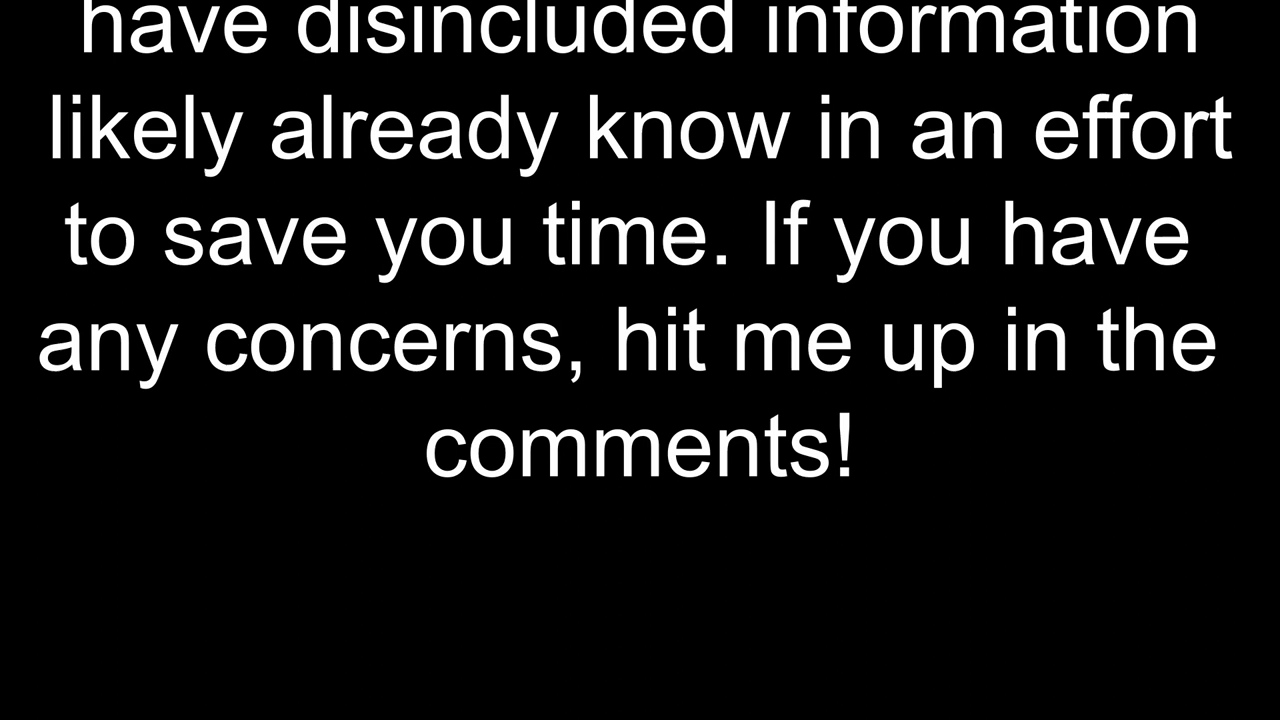 have disincluded information
likely already know in an effort
to save you time. If you have
any concerns, hit me up in the
comments!